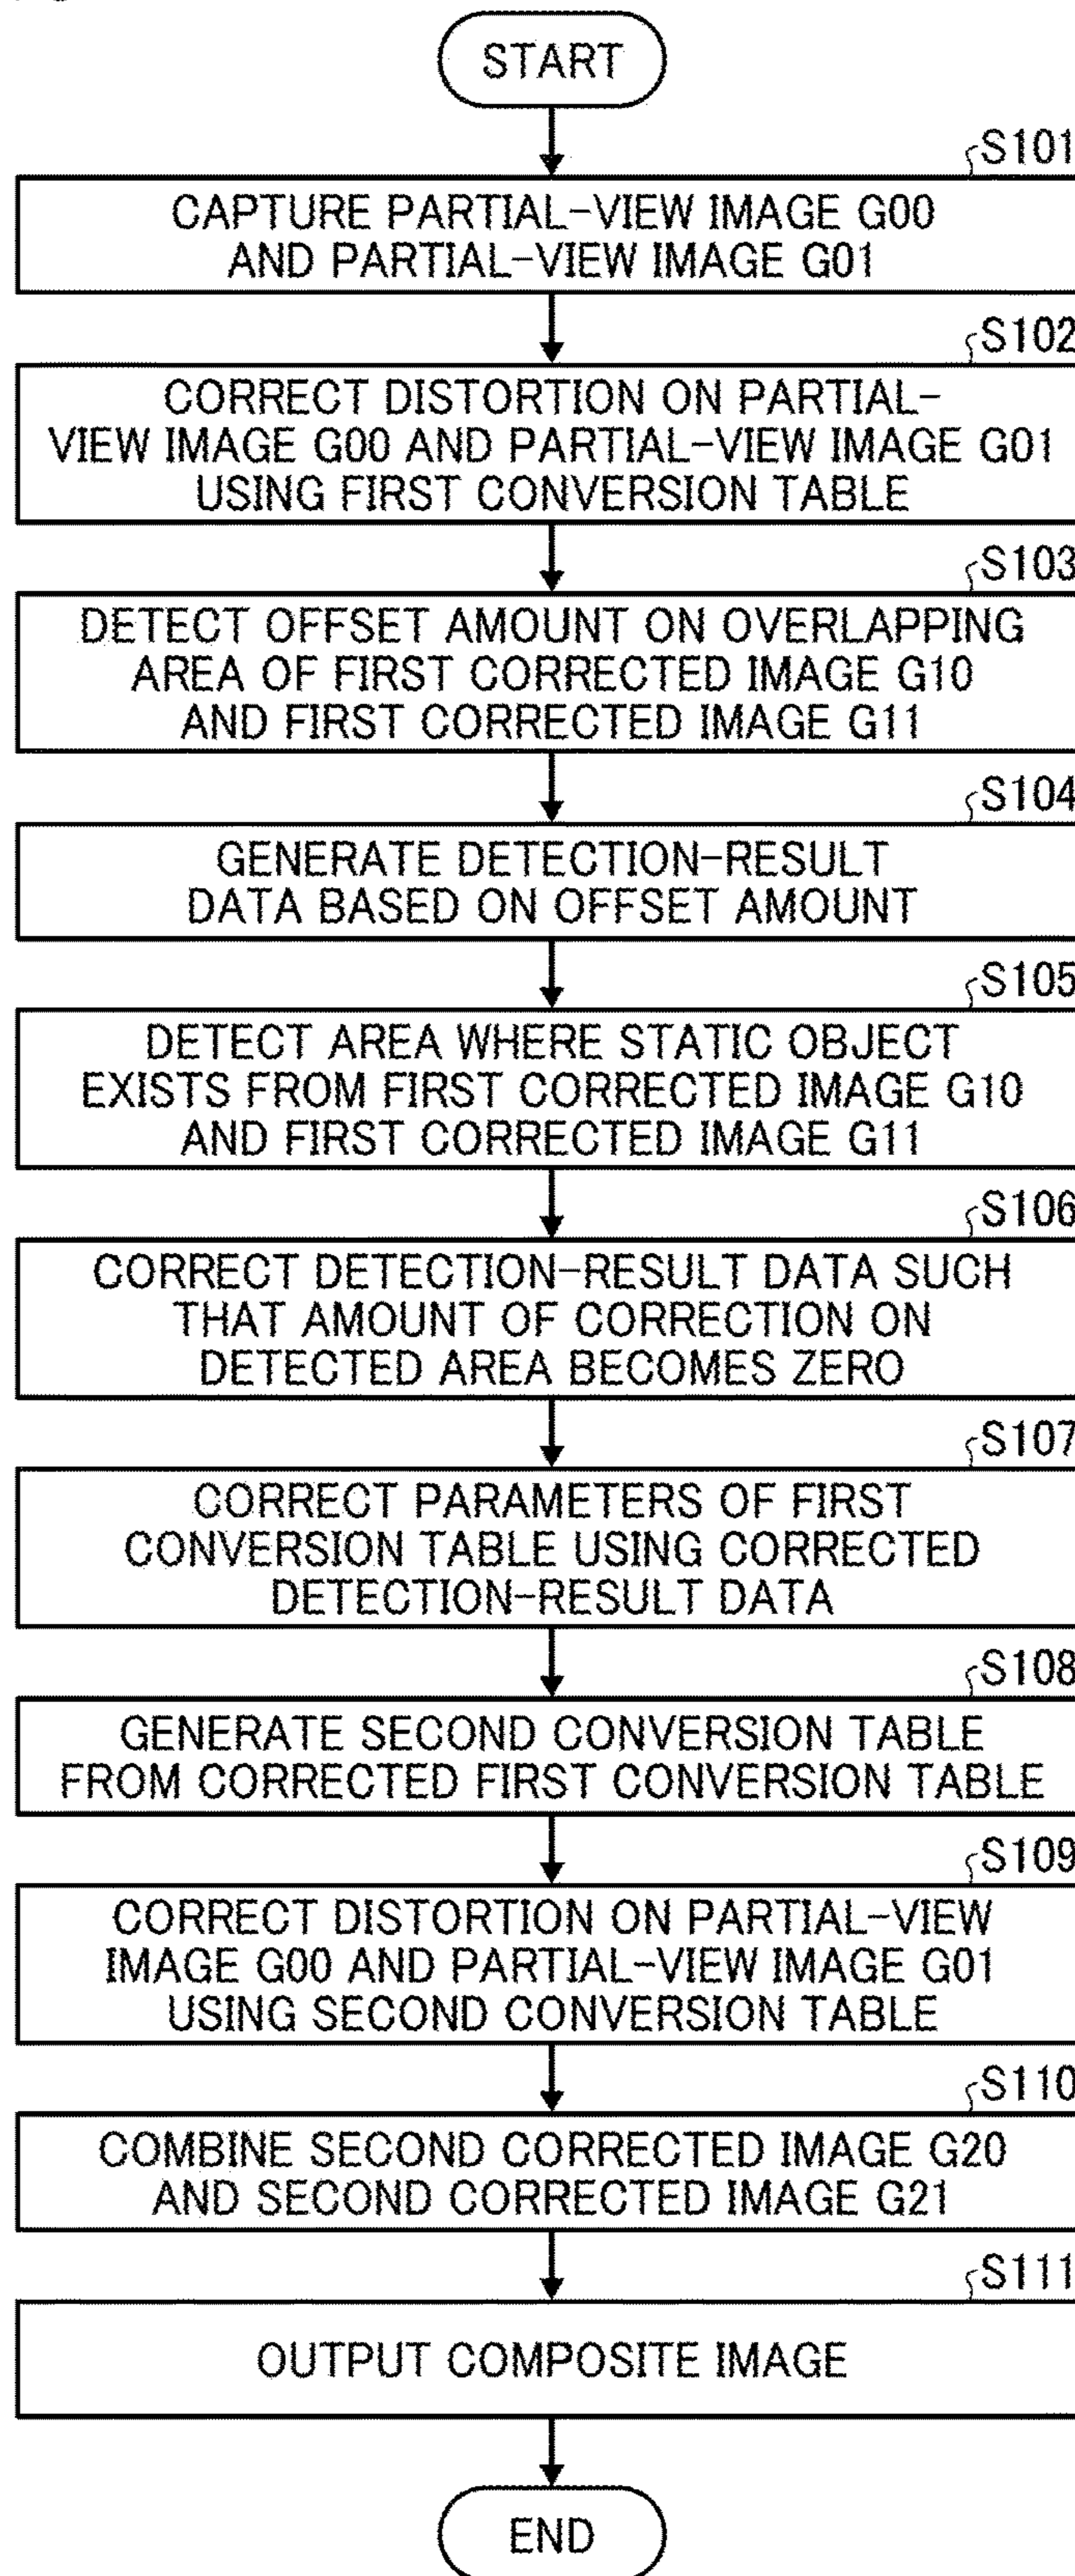 START
S101
CAPTURE PARTIAL-VIEW IMAGE G00
AND PARTIAL-VIEW IMAGE G01
S102
CORRECT DISTORTION ON PARTIAL-
VIEW IMAGE G00 AND PARTIAL-VIEW IMAGE G01
USING FIRST CONVERSION TABLE
S103
DETECT OFFSET AMOUNT ON OVERLAPPING
AREA OF FIRST CORRECTED IMAGE G10
AND FIRST CORRECTED IMAGE G11
S104
GENERATE DETECTION-RESULT
DATA BASED ON OFFSET AMOUNT
S105
DETECT AREA WHERE STATIC OBJECT
EXISTS FROM FIRST CORRECTED IMAGE G10
AND FIRST CORRECTED IMAGE G11
S106
CORRECT DETECTION-RESULT DATA SUCH
THAT AMOUNT OF CORRECTION ON
DETECTED AREA BECOMES ZERO
S107
CORRECT PARAMETERS OF FIRST
CONVERSION TABLE USING CORRECTED
DETECTION-RESULT DATA
S108
GENERATE SECOND CONVERSION TABLE
FROM CORRECTED FIRST CONVERSION TABLE
S109
CORRECT DISTORTION ON PARTIAL-VIEW
IMAGE G00 AND PARTIAL-VIEW IMAGE G01
USING SECOND CONVERSION TABLE
S110
COMBINE SECOND CORRECTED IMAGE G20
AND SECOND CORRECTED IMAGE G21
S111
OUTPUT COMPOSITE IMAGE
END